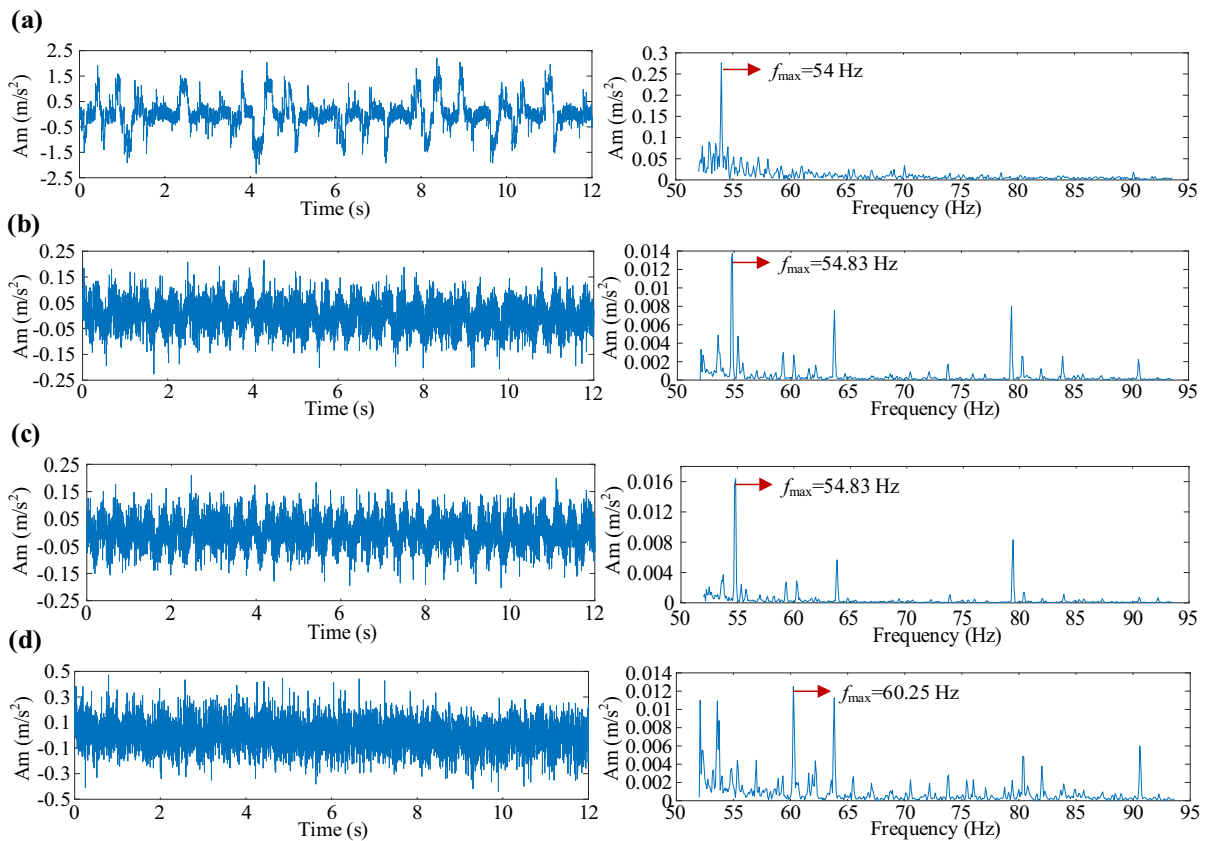 (a)
2.5
1.5
0.5
-0.5
-1.5
-2.5
Am (m/s²)
0 2 4 6 8 10 12
Time (s)
0.3
0.25
0.2
0.15
0.1
0.05
0
Am (m/s²)
fmax=54 Hz
50 55 60 65 70 75 80 85 90 95
Frequency (Hz)
(b)
0.25
0.15
0.05
-0.05
-0.15
-0.25
Am (m/s²)
0 2 4 6 8 10 12
Time (s)
0.014
0.012
0.01
0.008
0.006
0.004
0.002
0
Am (m/s²)
fmax=54.83 Hz
50 55 60 65 70 75 80 85 90 95
Frequency (Hz)
(c)
0.25
0.15
0.05
-0.05
-0.15
-0.25
Am (m/s²)
0 2 4 6 8 10 12
Time (s)
0.016
0.012
0.008
0.004
0
Am (m/s²)
fmax=54.83 Hz
50 55 60 65 70 75 80 85 90 95
Frequency (Hz)
(d)
0.5
0.3
0.1
-0.1
-0.3
-0.5
Am (m/s²)
0 2 4 6 8 10 12
Time (s)
0.014
0.012
0.01
0.008
0.006
0.004
0.002
0
Am (m/s²)
fmax=60.25 Hz
50 55 60 65 70 75 80 85 90 95
Frequency (Hz)